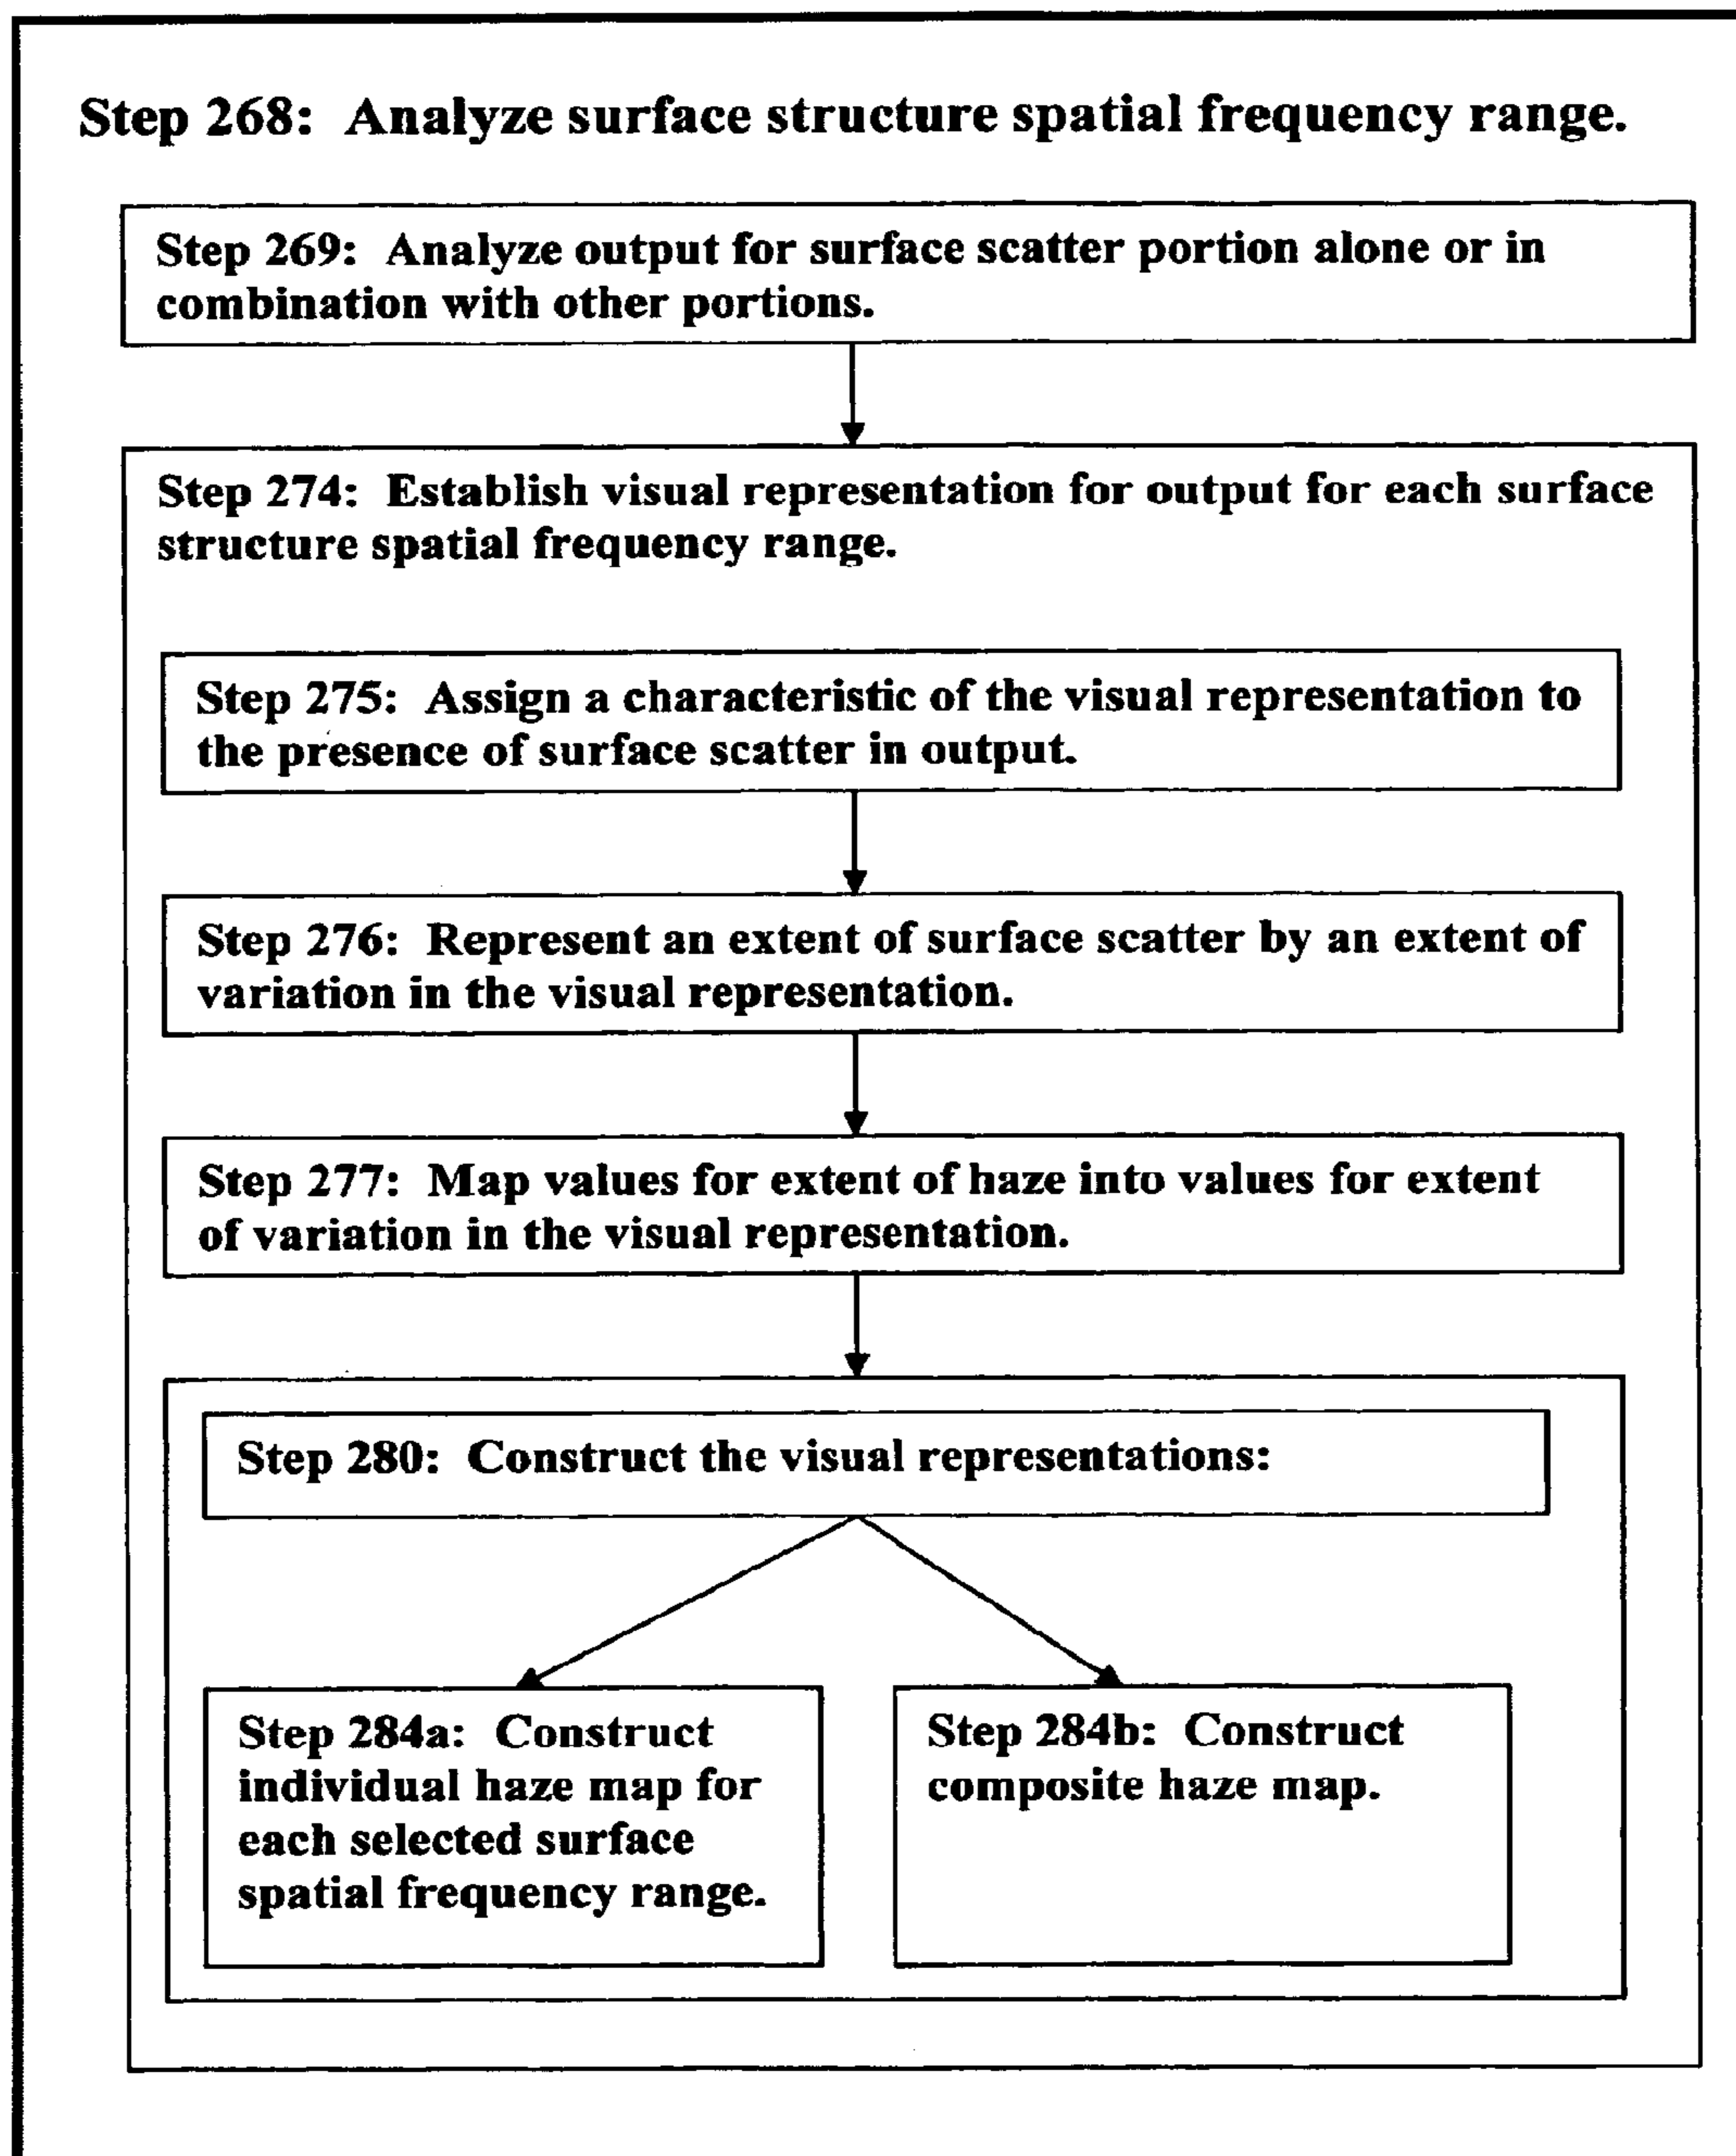 Step 268: Analyze surface structure spatial frequency range.
Step 269: Analyze output for surface scatter portion alone or in
combination with other portions.
Step 274: Establish visual representation for output for each surface
structure spatial frequency range.
Step 275: Assign a characteristic of the visual representation to
the presence of surface scatter in output.
Step 276: Represent an extent of surface scatter by an extent of
variation in the visual representation.
Step 277: Map values for extent of haze into values for extent
of variation in the visual representation.
Step 280: Construct the visual representations:
Step 284a: Construct
individual haze map for
each selected surface
spatial frequency range.
Step 284b: Construct
composite haze map.